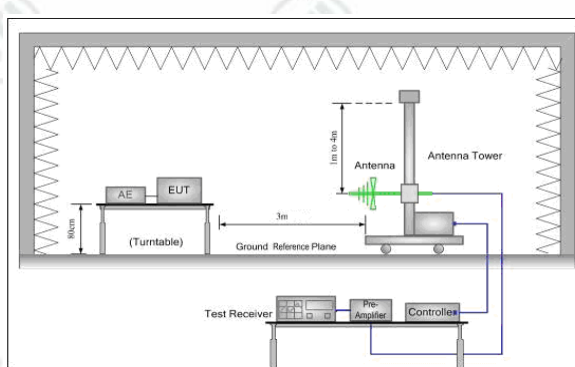 1m to 4m
Antenna
Antenna Tower
AE
EUT
80cm
3m
(Turntable)
Ground Reference Plane
Test Receiver
Pre-
Amplifier
Controller